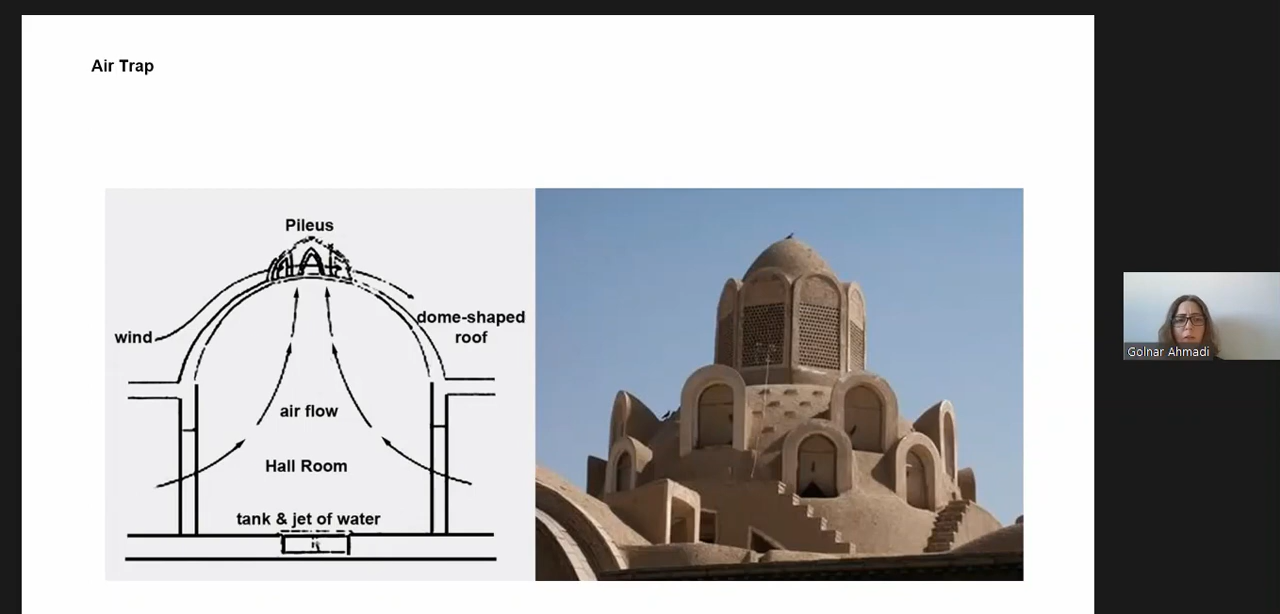 Air Trap
Pileus
dome-shaped
roof
wind
air flow
Hall Room
tank & jet of water
Golnar Ahmadi